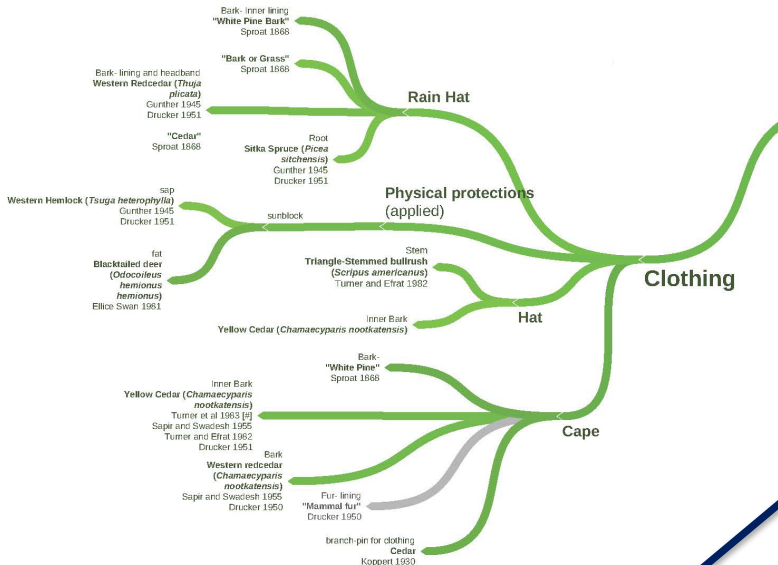 Bark- Inner lining
"White Pine Bark"
Sproat 1868
"Bark or Grass"
Sproat 1868
Bark- lining and headband
Western Redcedar (Thuja
plicata)
Gunther 1945
Drucker 1951
"Cedar"
Sproat 1868
Root
Sitka Spruce (Picea
sitchensis)
Gunther 1945
Drucker 1951
Rain Hat
sap
Western Hemlock (Tsuga heterophylla)
Gunther 1945
Drucker 1951
fat
Blacktailed deer
(Odocoileus
hemionus
hemionus)
Ellice Swan 1981
sunblock
Physical protections
(applied)
Stem
Triangle-Stemmed bullrush
(Scripus americanus)
Turner and Efrat 1982
Inner Bark
Yellow Cedar (Chamaecyparis nootkatensis)
Hat
Clothing
Bark-
"White Pine"
Sproat 1868
Inner Bark
Yellow Cedar (Chamaecyparis
nootkatensis)
Turner et al 1983 [#]
Sapir and Swadesh 1955
Turner and Efrat 1982
Drucker 1951
Bark
Western redcedar
(Chamaecyparis
nootkatensis)
Sapir and Swadesh 1955
Drucker 1950
Fur- lining
"Mammal fur"
Drucker 1950
branch-pin for clothing
Cedar
Koppert 1930
Cape